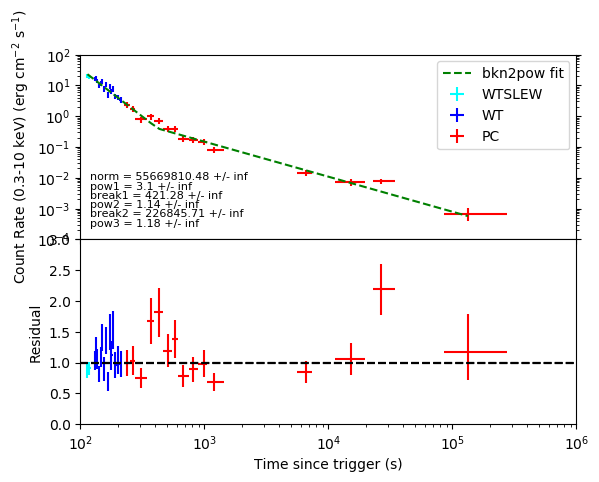 Count Rate (0.3-10 keV) (erg cm⁻² s⁻¹)
10²
10¹
10⁰
10⁻¹
10⁻²
10⁻³
10⁻⁴
bkn2pow fit
WTSLEW
WT
PC
norm = 55669810.48 +/- inf
pow1 = 3.1 +/- inf
break1 = 421.28 +/- inf
pow2 = 1.14 +/- inf
break2 = 226845.71 +/- inf
pow3 = 1.18 +/- inf
Residual
3.0
2.5
2.0
1.5
1.0
0.5
0.0
10² 10³ 10⁴ 10⁵ 10⁶
Time since trigger (s)